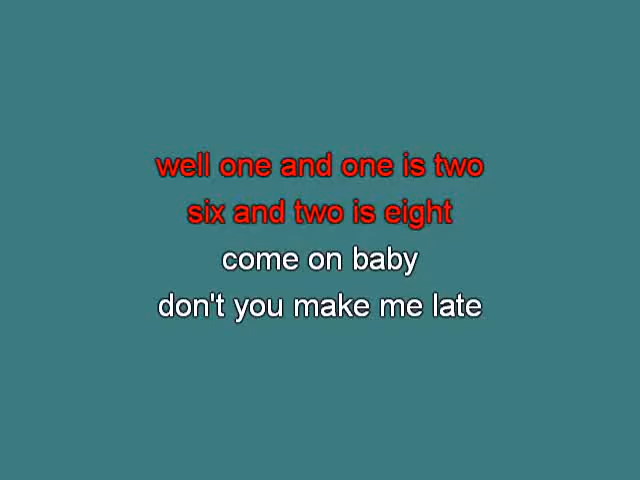 well one and one is two
six and two is eight
come on baby
don't you make me late